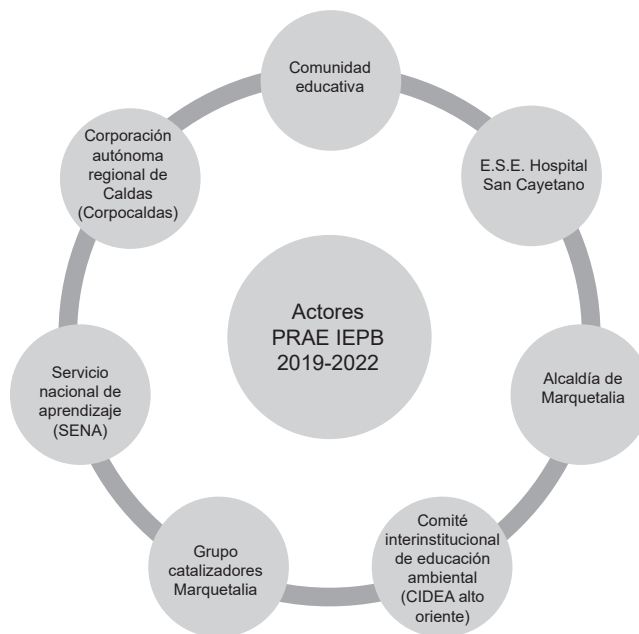 Comunidad
educativa
E.S.E. Hospital
San Cayetano
Alcaldía de
Marquetalia
Comité
interinstitucional
de educación
ambiental
(CIDEA alto
oriente)
Grupo
catalizadores
Marquetalia
Servicio
nacional de
aprendizaje
(SENA)
Corporación
autónoma
regional de
Caldas
(Corpocaldas)
Actores
PRAE IEPB
2019-2022